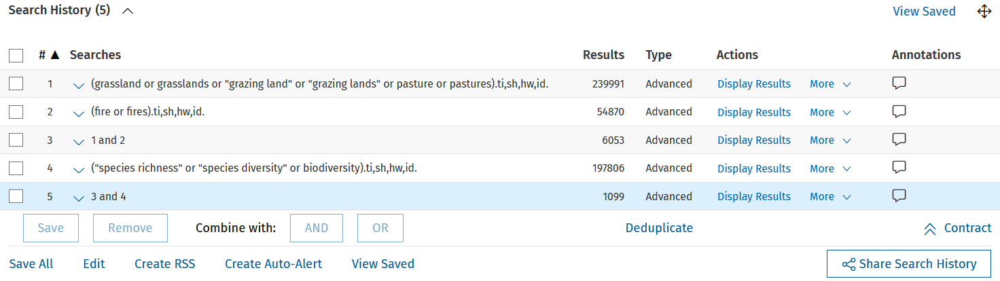 Search History (5) View Saved
# ▲ Searches Results Type Actions Annotations
1 (grassland or grasslands or "grazing land" or "grazing lands" or pasture or pastures).ti,sh,hw,id. 239991 Advanced Display Results More
2 (fire or fires).ti,sh,hw,id. 54870 Advanced Display Results More
3 1 and 2 6053 Advanced Display Results More
4 ("species richness" or "species diversity" or biodiversity).ti,sh,hw,id. 197806 Advanced Display Results More
5 3 and 4 1099 Advanced Display Results More
Save Remove Combine with: AND OR Deduplicate Contract
Save All Edit Create RSS Create Auto-Alert View Saved Share Search History